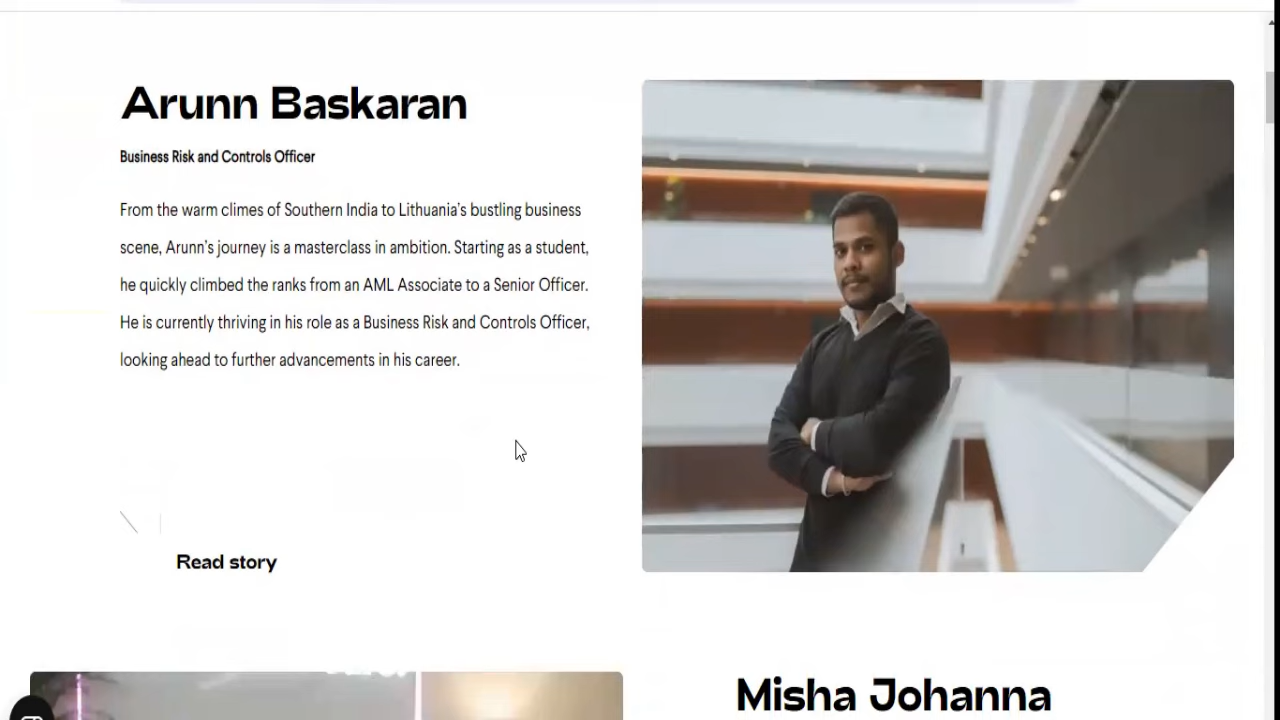 Arunn Baskaran
Business Risk and Controls Officer
From the warm climes of Southern India to Lithuania's bustling business
scene, Arunn's journey is a masterclass in ambition. Starting as a student,
he quickly climbed the ranks from an AML Associate to a Senior Officer.
He is currently thriving in his role as a Business Risk and Controls Officer,
looking ahead to further advancements in his career.
Read story
Misha Johanna